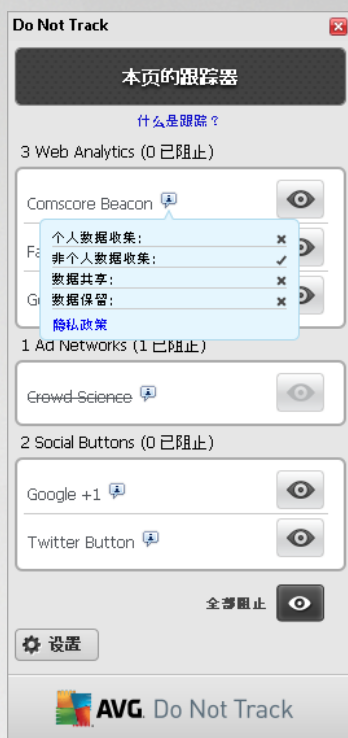 Do Not Track
本页的跟踪器
什么是跟踪？
3 Web Analytics (0 已阻止)
Comscore Beacon
个人数据收集:
非个人数据收集:
数据共享:
数据保留:
隐私政策
1 Ad Networks (1 已阻止)
Crowd Science
2 Social Buttons (0 已阻止)
Google +1
Twitter Button
全部阻止
设置
AVG. Do Not Track